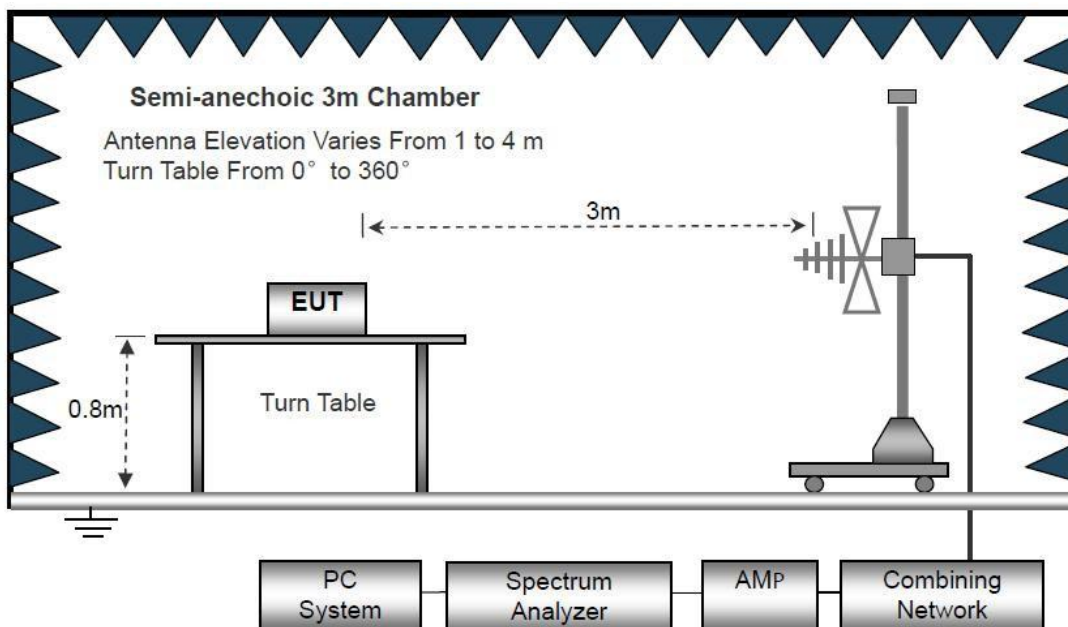 Semi-anechoic 3m Chamber
Antenna Elevation Varies From 1 to 4 m
Turn Table From 0° to 360°
3m
EUT
0.8m
Turn Table
PC
System
Spectrum
Analyzer
AMP
Combining
Network